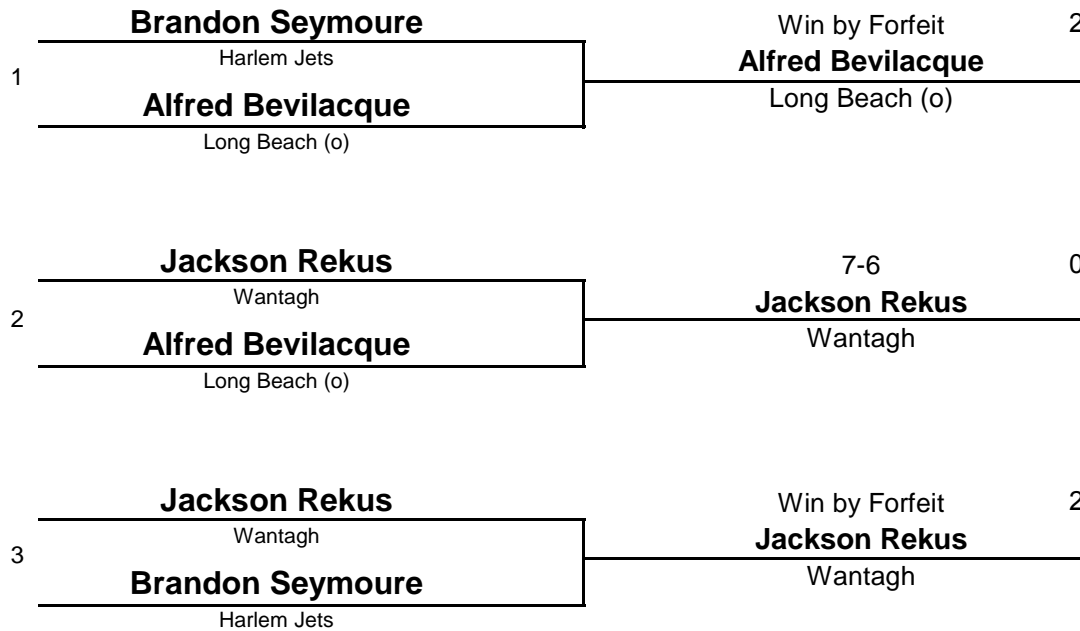 Brandon Seymoure
Harlem Jets
1
Alfred Bevilacque
Long Beach (o)
Win by Forfeit 2
Alfred Bevilacque
Long Beach (o)
Jackson Rekus
Wantagh
2
Alfred Bevilacque
Long Beach (o)
7-6 0
Jackson Rekus
Wantagh
Jackson Rekus
Wantagh
3
Brandon Seymoure
Harlem Jets
Win by Forfeit 2
Jackson Rekus
Wantagh